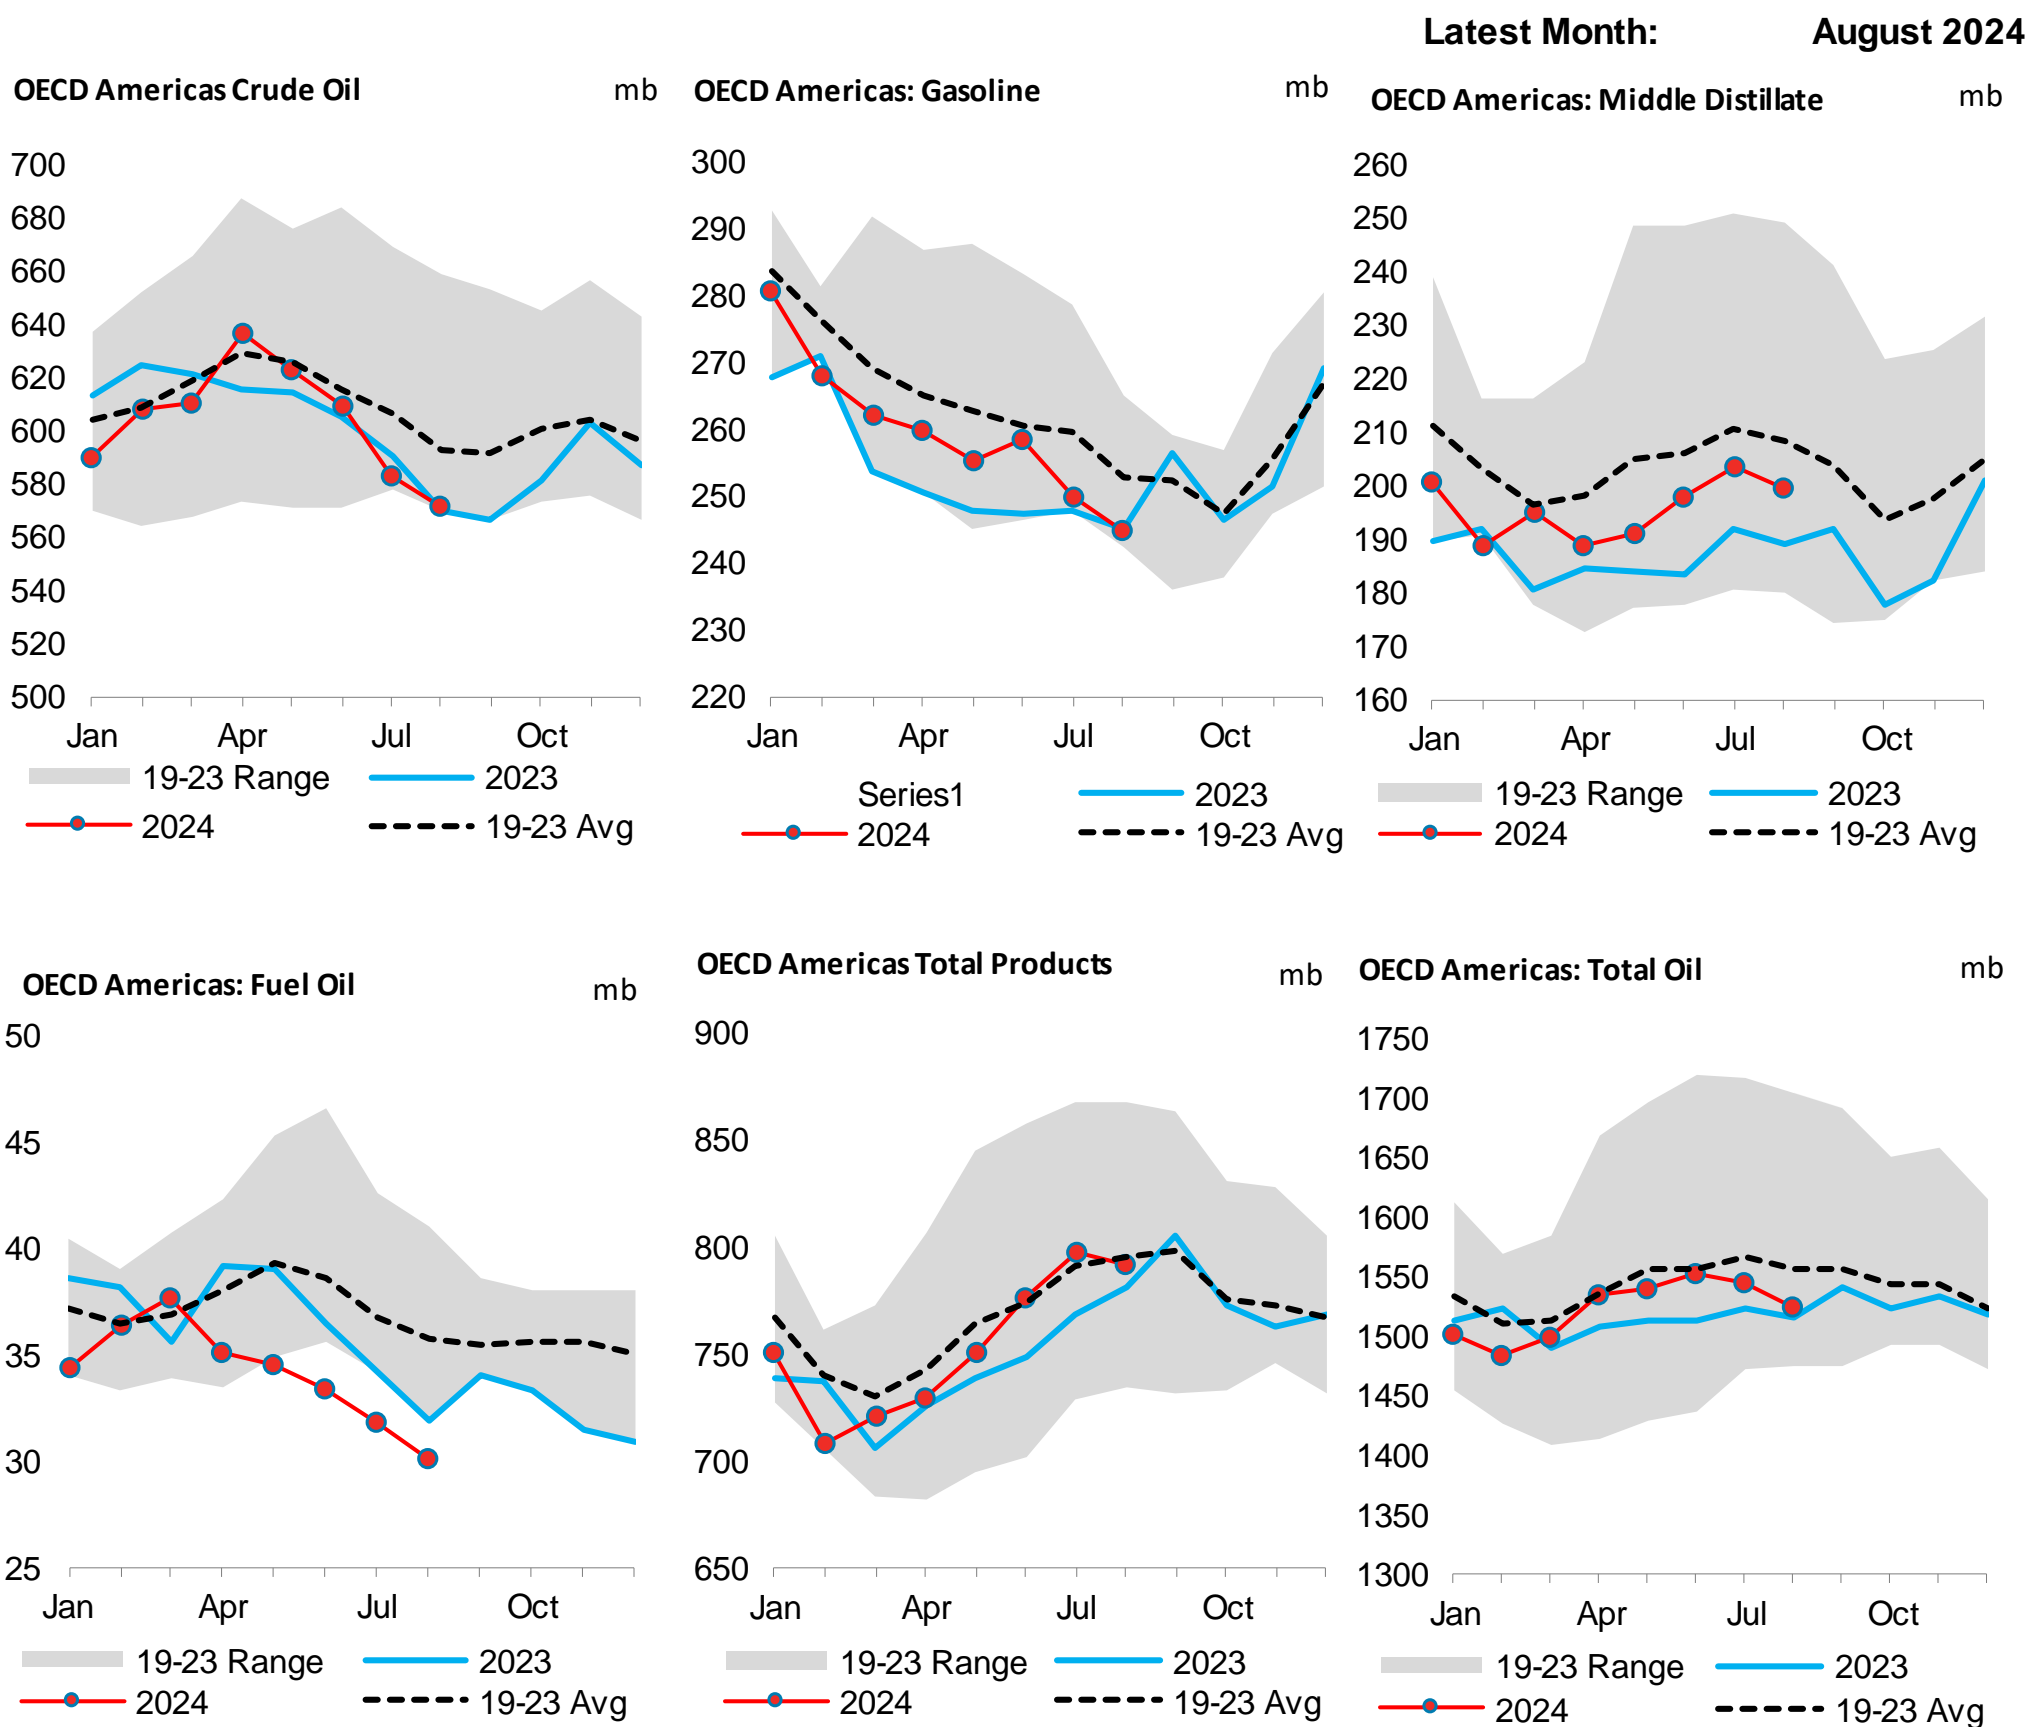 Latest Month: August 2024
OECD Americas Crude Oil mb
700
680
660
640
620
600
580
560
540
520
500
Jan Apr Jul Oct
19-23 Range 2023
2024 19-23 Avg
OECD Americas: Gasoline mb
300
290
280
270
260
250
240
230
220
Jan Apr Jul Oct
Series1 2023
2024 19-23 Avg
OECD Americas: Middle Distillate mb
260
250
240
230
220
210
200
190
180
170
160
Jan Apr Jul Oct
19-23 Range 2023
2024 19-23 Avg
OECD Americas: Fuel Oil mb
50
45
40
35
30
25
Jan Apr Jul Oct
19-23 Range 2023
2024 19-23 Avg
OECD Americas Total Products mb
900
850
800
750
700
650
Jan Apr Jul Oct
19-23 Range 2023
2024 19-23 Avg
OECD Americas: Total Oil mb
1750
1700
1650
1600
1550
1500
1450
1400
1350
1300
Jan Apr Jul Oct
19-23 Range 2023
2024 19-23 Avg